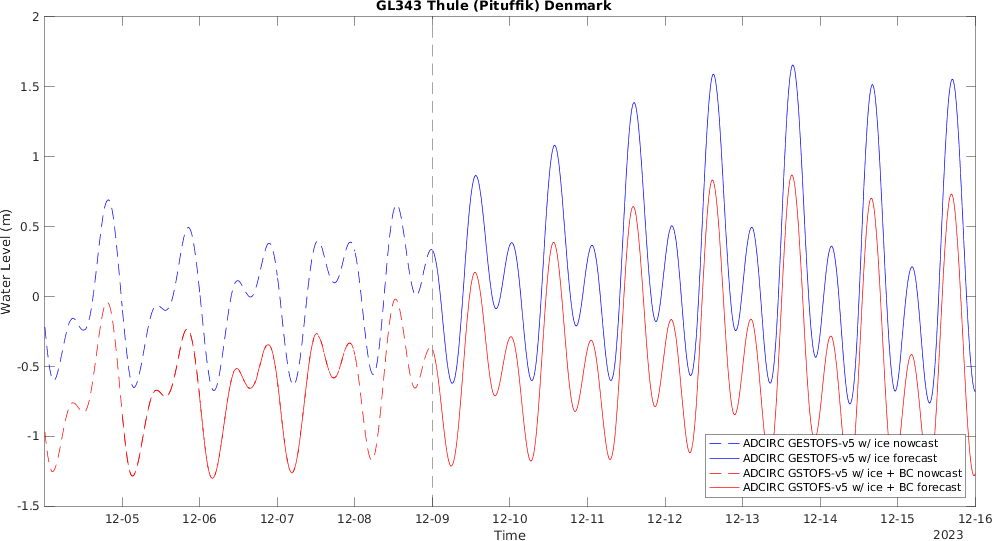 GL343 Thule (Pituffik) Denmark
2
1.5
1
0.5
0
-0.5
-1
-1.5
Water Level (m)
ADCIRC GESTOFS-v5 w/ ice nowcast
ADCIRC GESTOFS-v5 w/ ice forecast
ADCIRC GSTOFS-v5 w/ ice + BC nowcast
ADCIRC GSTOFS-v5 w/ ice + BC forecast
12-05 12-06 12-07 12-08 12-09 12-10 12-11 12-12 12-13 12-14 12-15 12-16
Time
2023